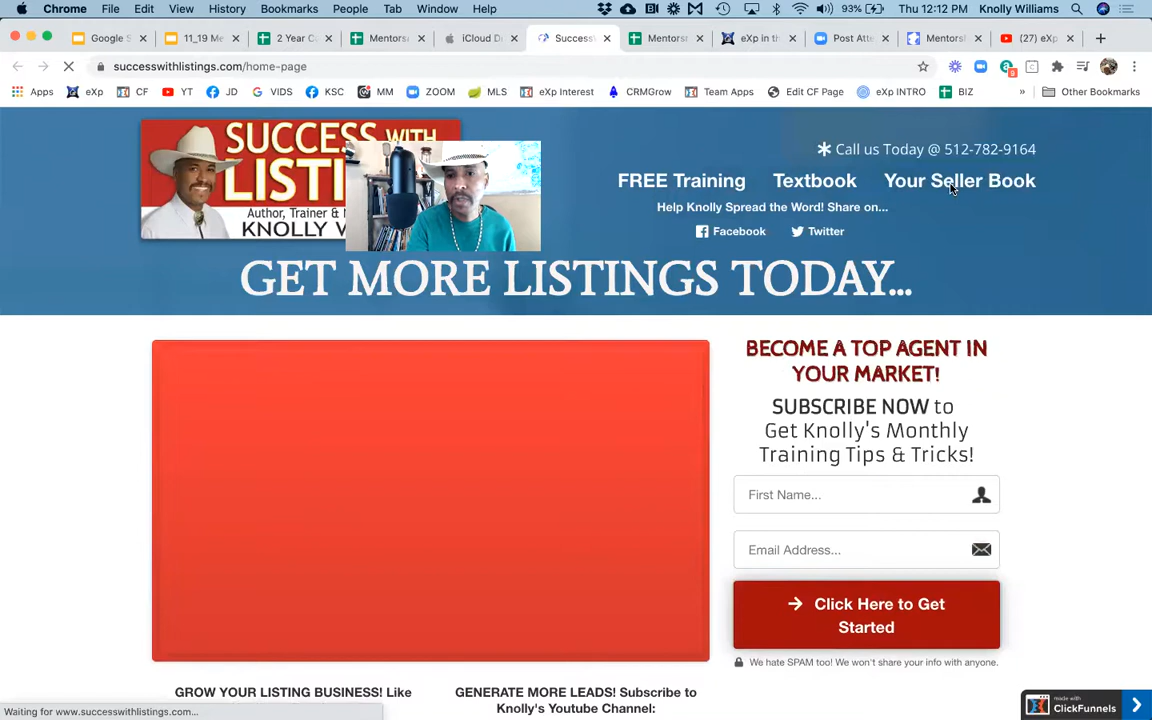 Chrome File Edit View History Bookmarks People Tab Window Help 93% Thu 12:12 PM Knolly Williams
Google S 11_19 Me 2 Year C Mentors iCloud D Success Mentors eXp in th Post Atte Mentors (27) eXp
successwithlistings.com/home-page
9
Apps eXp CF YT JD VIDS KSC MM ZOOM MLS eXp Interest CRMGrow Team Apps Edit CF Page eXP INTRO BIZ » Other Bookmarks
SUCCESS WITH
Call us Today @ 512-782-9164
FREE Training Textbook Your Seller Book
Author, Trainer &
Help Knolly Spread the Word! Share on...
KNOLLY
Facebook Twitter
GET MORE LISTINGS TODAY...
BECOME A TOP AGENT IN
YOUR MARKET!
SUBSCRIBE NOW to
Get Knolly's Monthly
Training Tips & Tricks!
First Name...
Email Address...
Click Here to Get
Started
We hate SPAM too! We won't share your info with anyone.
GROW YOUR LISTING BUSINESS! Like
GENERATE MORE LEADS! Subscribe to
Knolly's Youtube Channel:
made with
ClickFunnels
Waiting for www.successwithlistings.com...